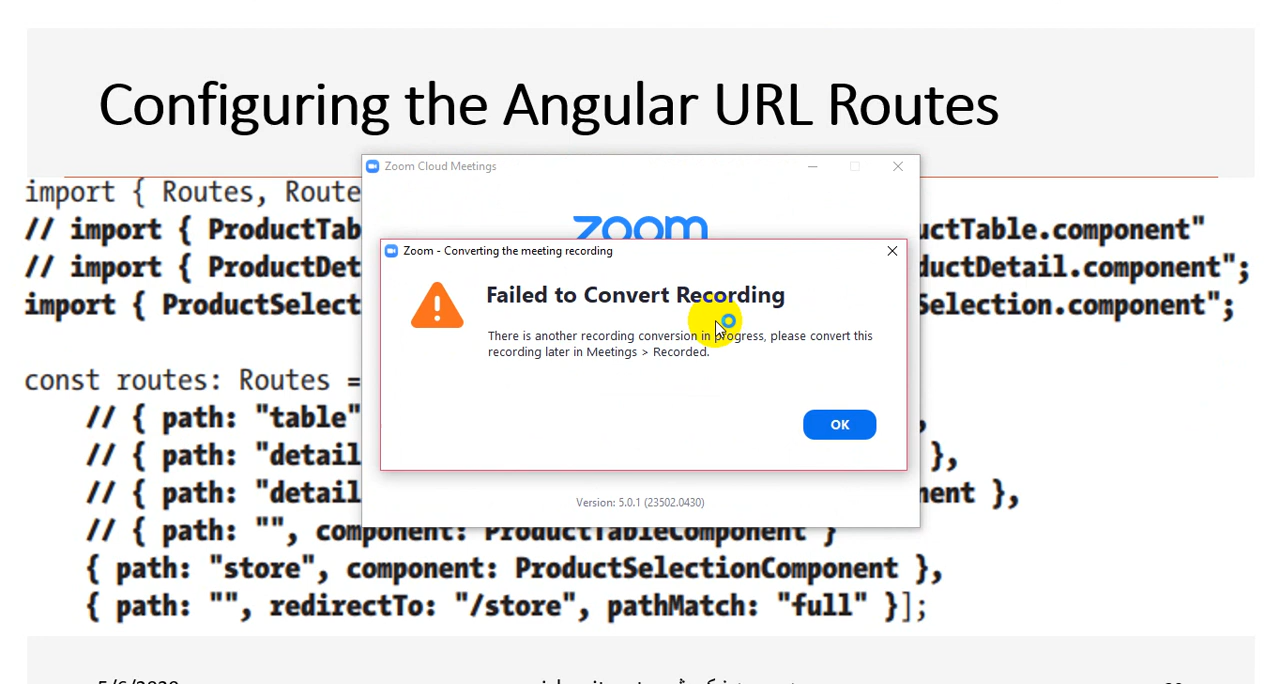 Configuring the Angular URL Routes
import { Routes, Route
// import { ProductTab
uctTable.component"
// import { ProductDet
ductDetail.component";
import { ProductSelect
Selection.component";
const routes: Routes =
// { path: "table"
// { path: "detail
},
// { path: "detail
nent },
// { path: "", component: ProductTableComponent }
{ path: "store", component: ProductSelectionComponent },
{ path: "", redirectTo: "/store", pathMatch: "full" }];
Zoom Cloud Meetings
zoom
Zoom - Converting the meeting recording
Failed to Convert Recording
There is another recording conversion in progress, please convert this
recording later in Meetings > Recorded.
OK
Version: 5.0.1 (23502.0430)
5/6/2020